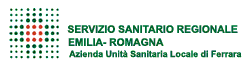 SERVIZIO SANITARIO REGIONALE
EMILIA- ROMAGNA
Azienda Unità Sanitaria Locale di Ferrara